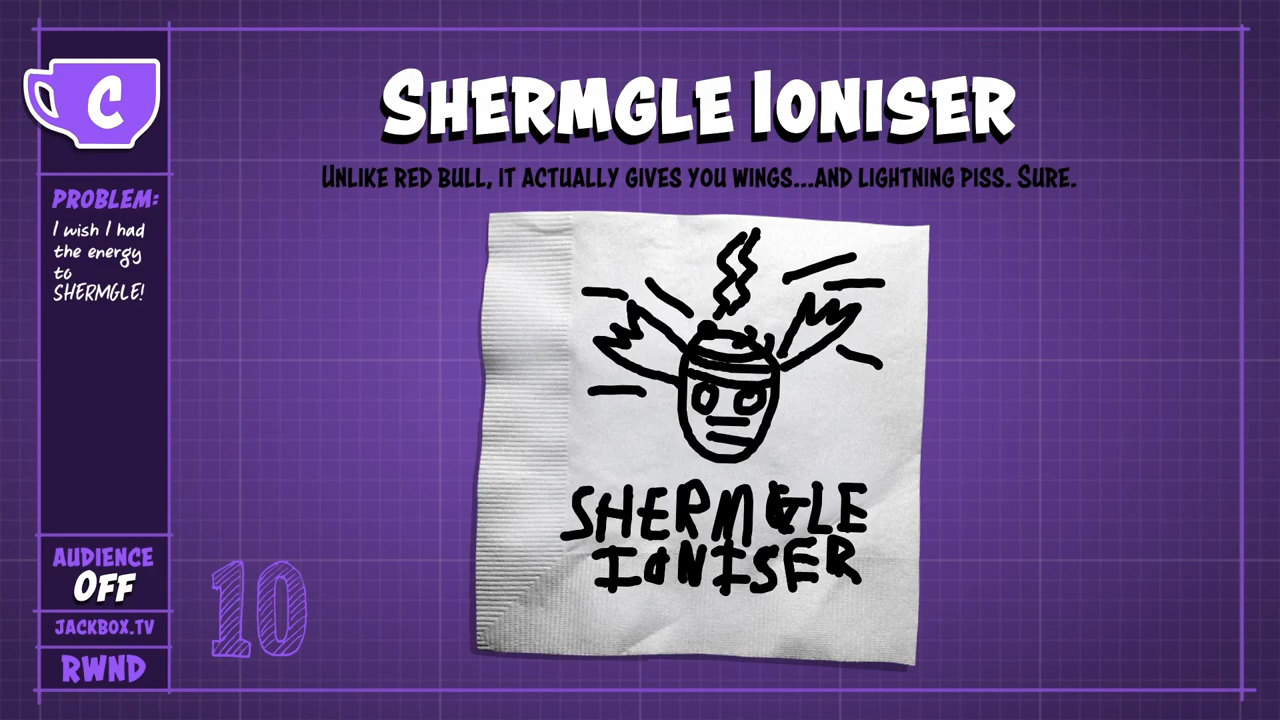 C
SHERMGLE IONISER
UNLIKE RED BULL, IT ACTUALLY GIVES YOU WINGS...AND LIGHTNING PISS. SURE.
PROBLEM:
I wish I had
the energy
to
SHERMGLE!
SHERMGLE
IONISER
AUDIENCE
OFF
JACKBOX.TV
RWND
10